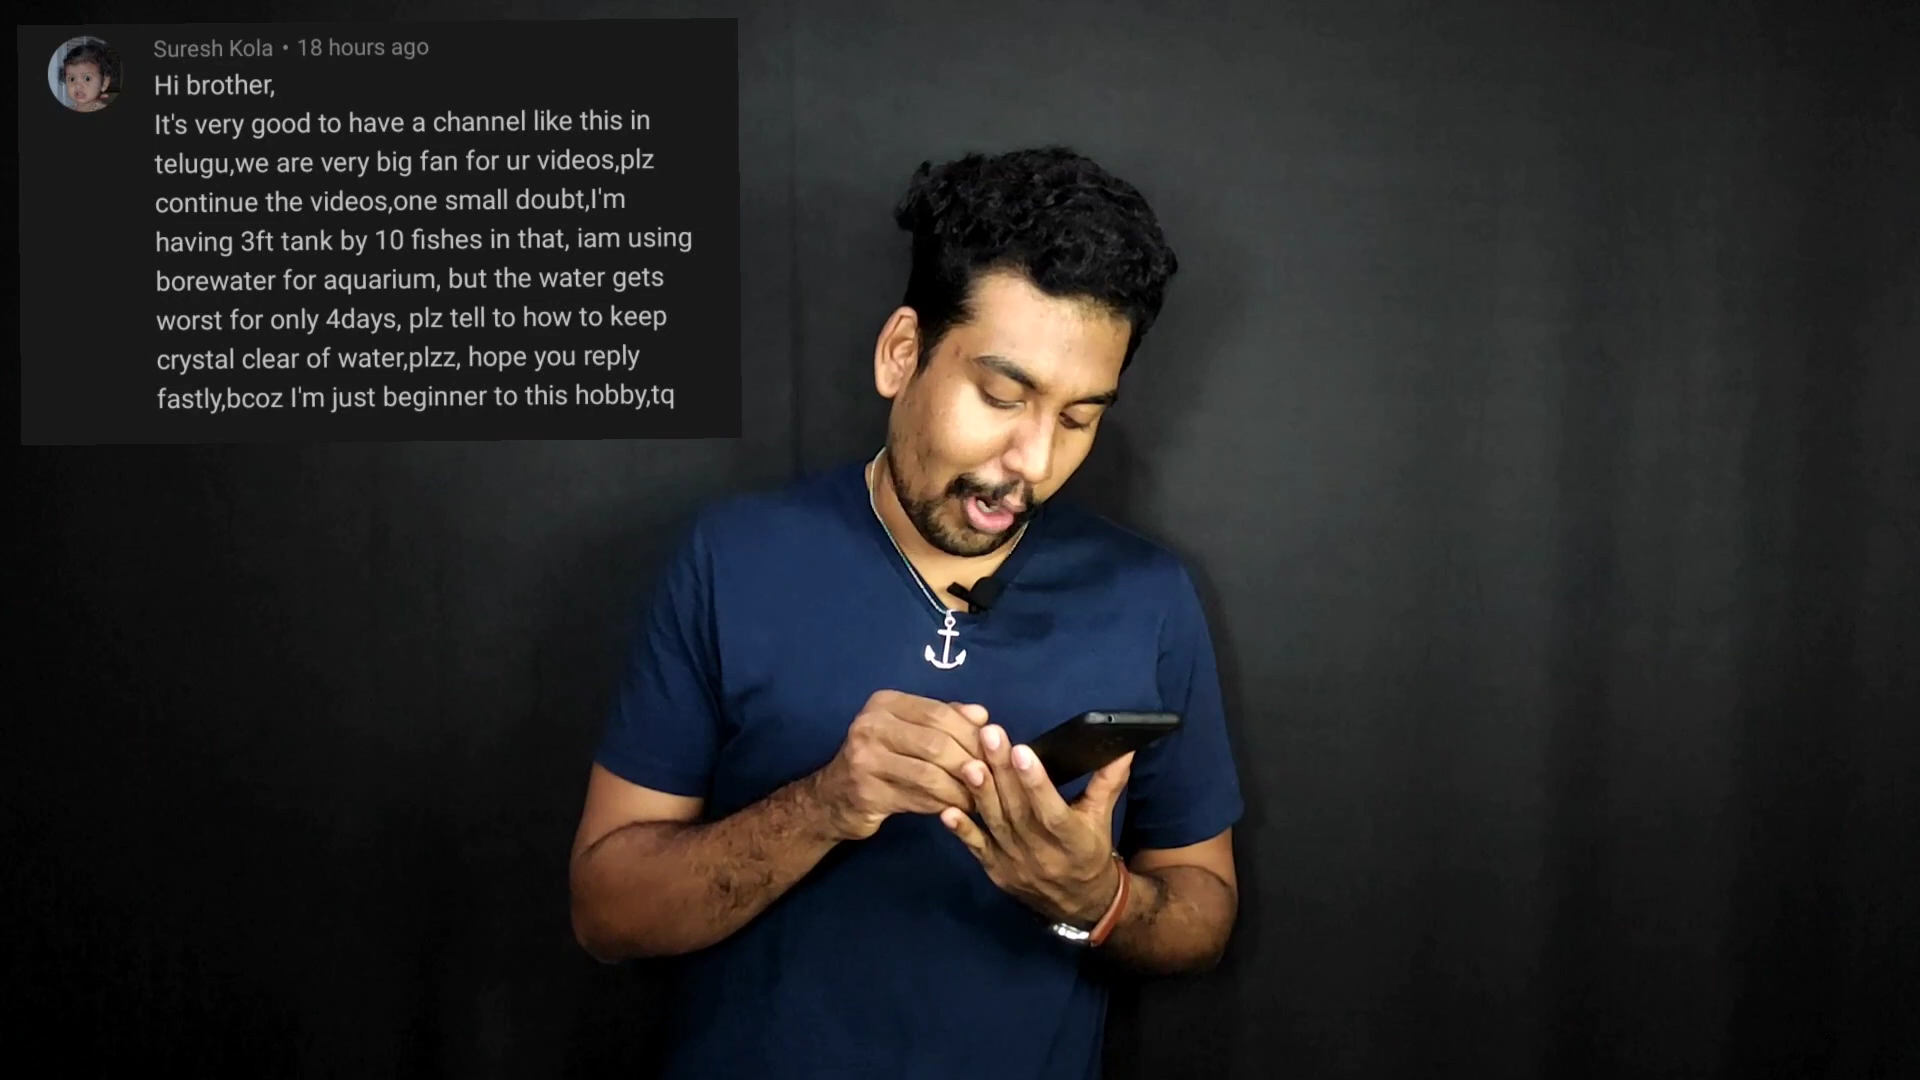 Suresh Kola • 18 hours ago
Hi brother,
It's very good to have a channel like this in
telugu,we are very big fan for ur videos,plz
continue the videos,one small doubt,I'm
having 3ft tank by 10 fishes in that, iam using
borewater for aquarium, but the water gets
worst for only 4days, plz tell to how to keep
crystal clear of water,plzz, hope you reply
fastly,bcoz I'm just beginner to this hobby,tq